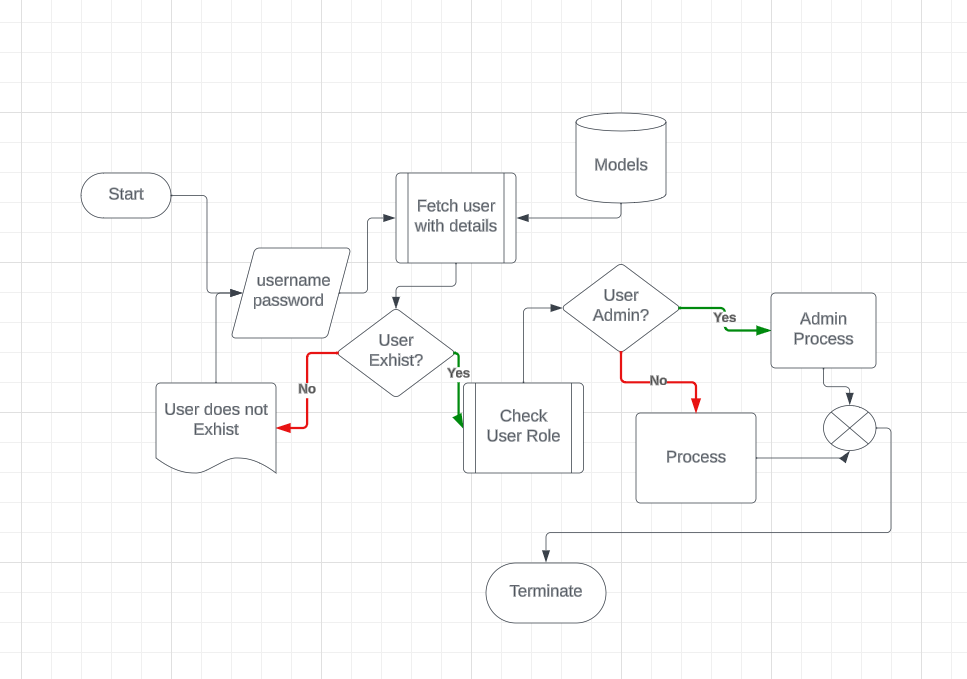 Models
Start
Fetch user
with details
username
password
User
Admin?
Yes
Admin
Process
User
Exhist?
Yes
No
No
User does not
Exhist
Check
User Role
Process
Terminate